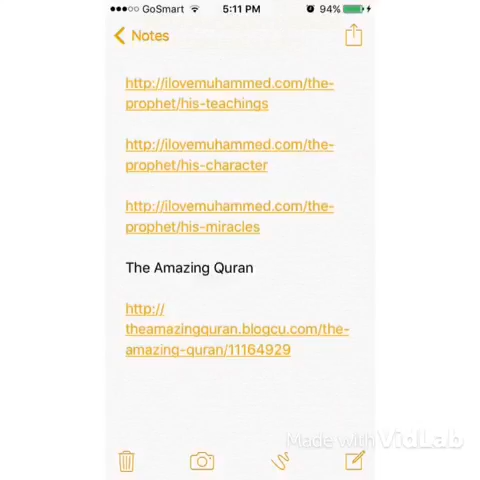 GoSmart 5:11 PM 94%
Notes
http://ilovemuhammed.com/the-
prophet/his-teachings
http://ilovemuhammed.com/the-
prophet/his-character
http://ilovemuhammed.com/the-
prophet/his-miracles
The Amazing Quran
http://
theamazingquran.blogcu.com/the-
amazing-quran/11164929
Made with VidLab